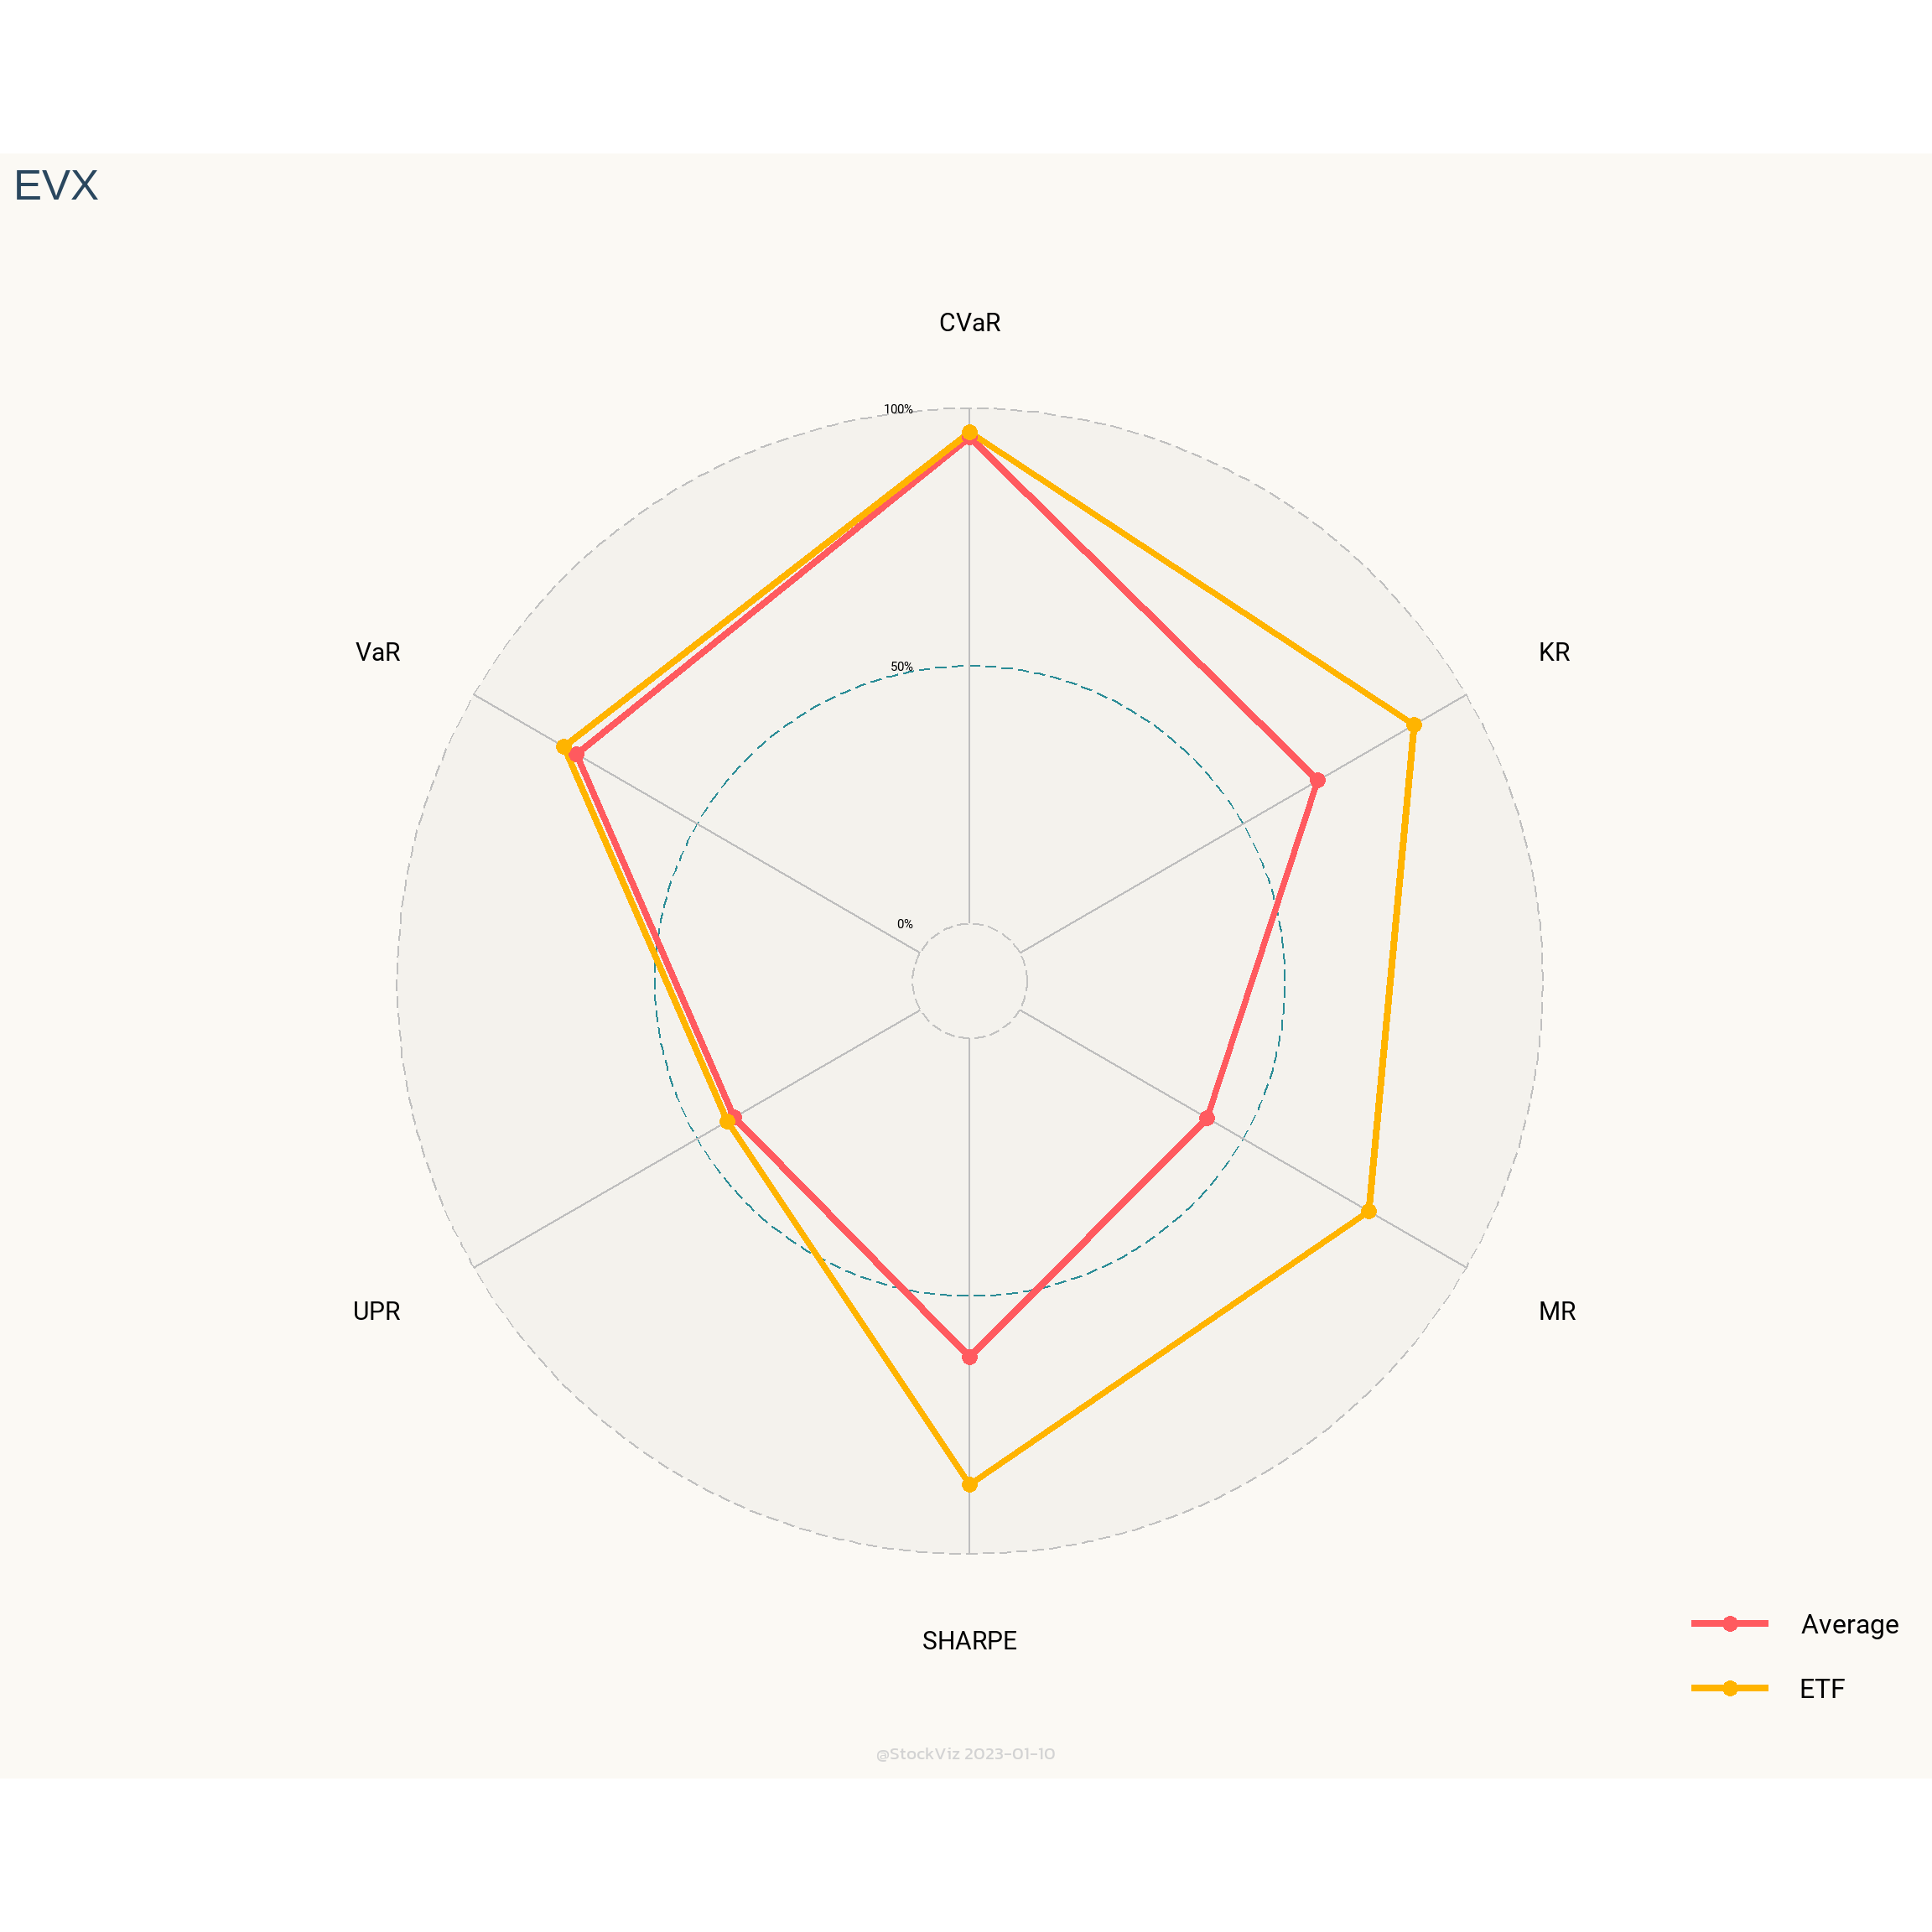 EVX
CVaR
100%
KR
VaR
50%
0%
UPR
MR
SHARPE
Average
ETF
@StockViz 2023-01-10